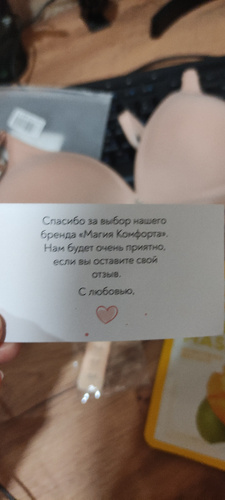 Спасибо за выбор нашего
бренда «Магия Комфорта».
Нам будет очень приятно,
если вы оставите свой
отзыв.
С любовью,